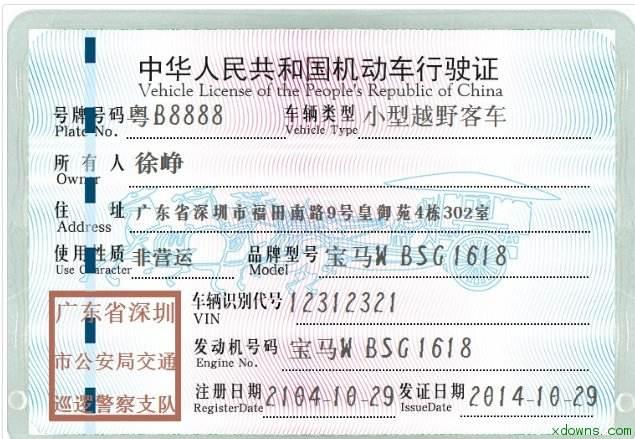 中华人民共和国机动车行驶证
Vehicle License of the People's Republic of China
号牌号码 粤B8888 车辆类型 小型越野客车
Plate No. Vehicle Type
所有人 徐峥
Owner
住址 广东省深圳市福田南路9号皇御苑4栋302室
Address
使用性质 非营运 品牌型号 宝马W BSG1618
Use Character Model
广东省深圳 车辆识别代号 12312321
VIN
市公安局交通 发动机号码 宝马W BSG1618
Engine No.
巡逻警察支队 注册日期 2104-10-29 发证日期 2014-10-29
RegisterDate IssueDate
xdowns.com